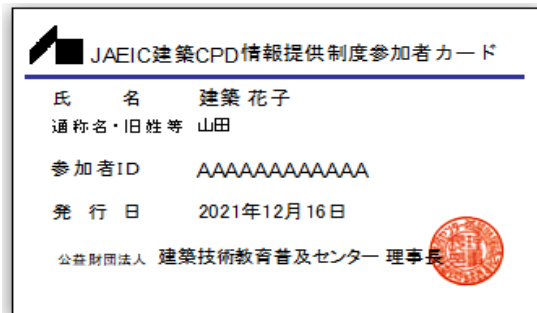 JAEIC建築CPD情報提供制度参加者カード
氏　　名　建築 花子
通称名・旧姓等　山田
参加者ID　AAAAAAAAAAAAA
発 行 日　2021年12月16日
公益財団法人 建築技術教育普及センター 理事長